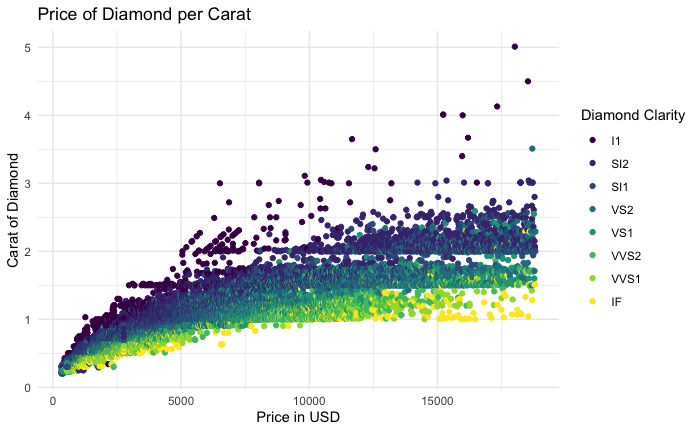 Price of Diamond per Carat
5
4
3
2
1
0
Carat of Diamond
0 5000 10000 15000
Price in USD
Diamond Clarity
I1
SI2
SI1
VS2
VS1
VVS2
VVS1
IF